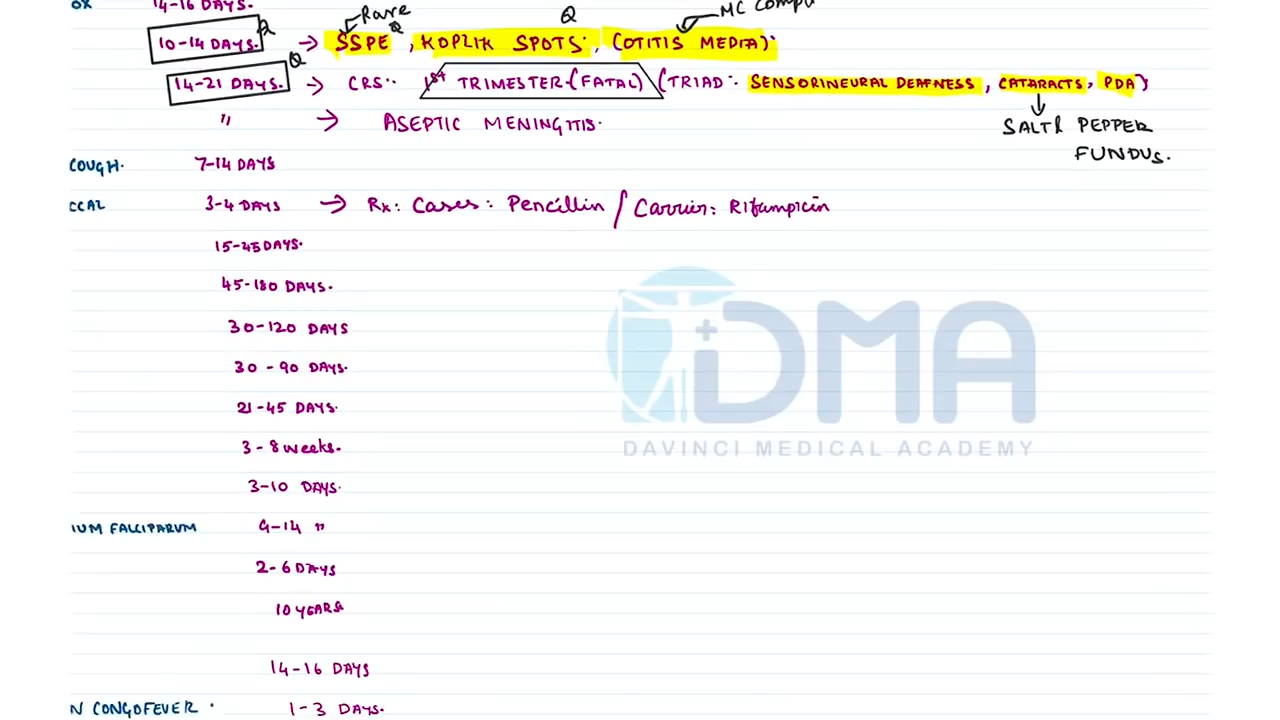 OX 14-16 DAYS.
Rare Q MC Compli
10-14 DAYS. Q → SSPE Q, KOPLIK SPOTS, (OTITIS MEDIA)
14-21 DAYS. Q → CRS: 1st TRIMESTER-(FATAL) (TRIAD: SENSORINEURAL DEAFNESS, CATARACTS, PDA)
" → ASEPTIC MENINGITIS.
SALT & PEPPER
FUNDUS.
COUGH. 7-14 DAYS
CCAL 3-4 DAYS → Rx: Cases: Pencillin / Carrier: Rifampicin
15-45 DAYS.
45-180 DAYS.
30-120 DAYS
30-90 DAYS.
21-45 DAYS.
3-8 weeks.
3-10 DAYS.
IUM FALCIPARUM 9-14 "
2-6 DAYS
10 YEARS
14-16 DAYS
N CONGOFEVER. 1-3 DAYS.
DMA
DAVINCI MEDICAL ACADEMY